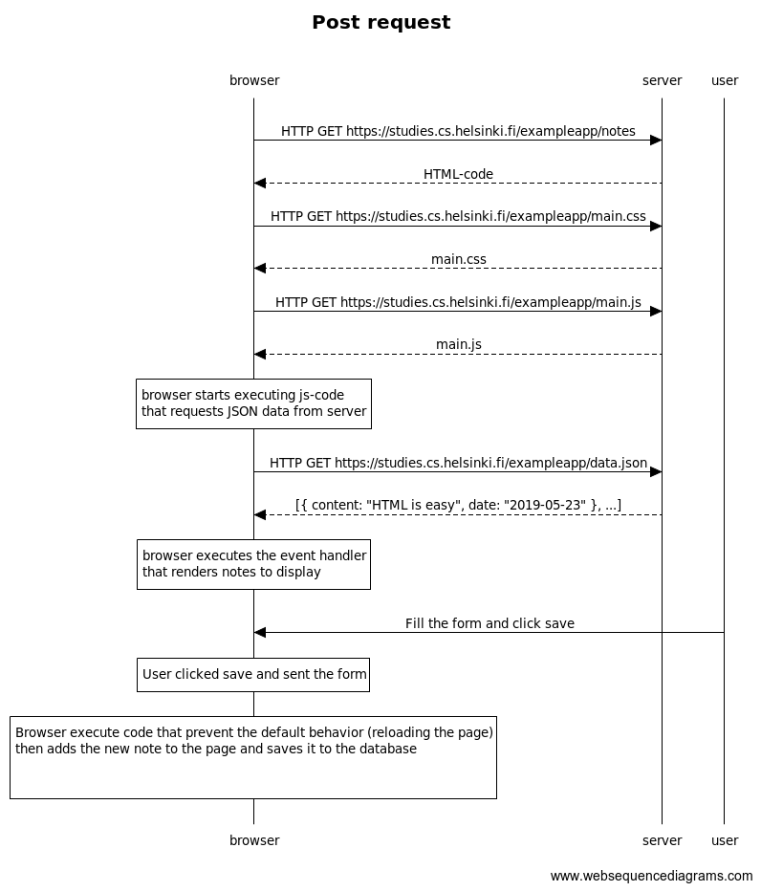 Post request
browser server user
HTTP GET https://studies.cs.helsinki.fi/exampleapp/notes
HTML-code
HTTP GET https://studies.cs.helsinki.fi/exampleapp/main.css
main.css
HTTP GET https://studies.cs.helsinki.fi/exampleapp/main.js
main.js
browser starts executing js-code
that requests JSON data from server
HTTP GET https://studies.cs.helsinki.fi/exampleapp/data.json
[{ content: "HTML is easy", date: "2019-05-23" }, ...]
browser executes the event handler
that renders notes to display
Fill the form and click save
User clicked save and sent the form
Browser execute code that prevent the default behavior (reloading the page)
then adds the new note to the page and saves it to the database
browser server user
www.websequencediagrams.com